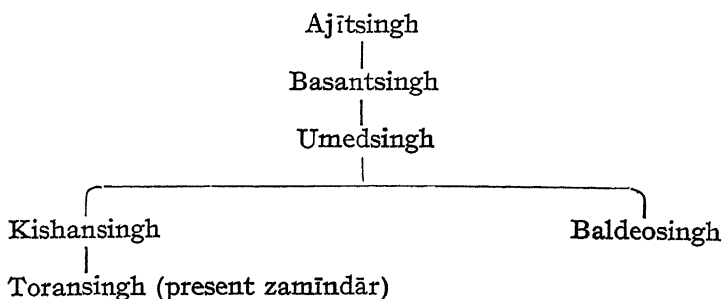 Ajītsingh
Basantsingh
Umedsingh
Kishansingh Baldeosingh
Toransingh (present zamīndār)